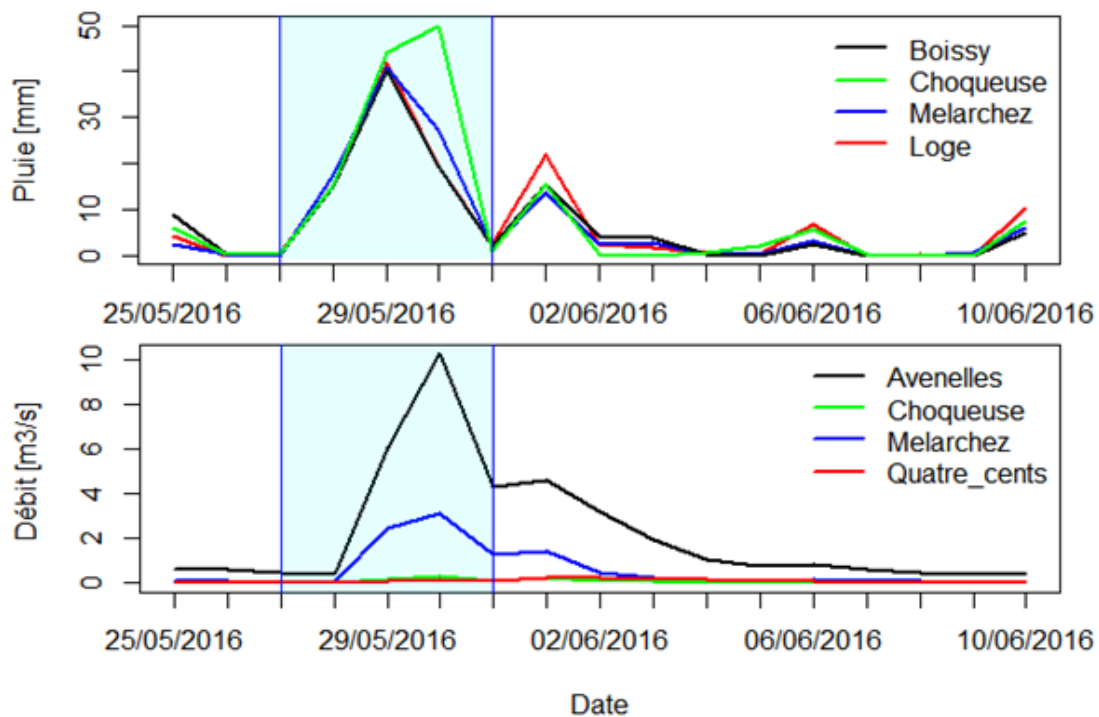 Pluie [mm]
50
30
10
0
Boissy
Choqueuse
Melarchez
Loge
25/05/2016 29/05/2016 02/06/2016 06/06/2016 10/06/2016
Débit [m3/s]
10
8
6
4
2
0
Avenelles
Choqueuse
Melarchez
Quatre_cents
25/05/2016 29/05/2016 02/06/2016 06/06/2016 10/06/2016
Date